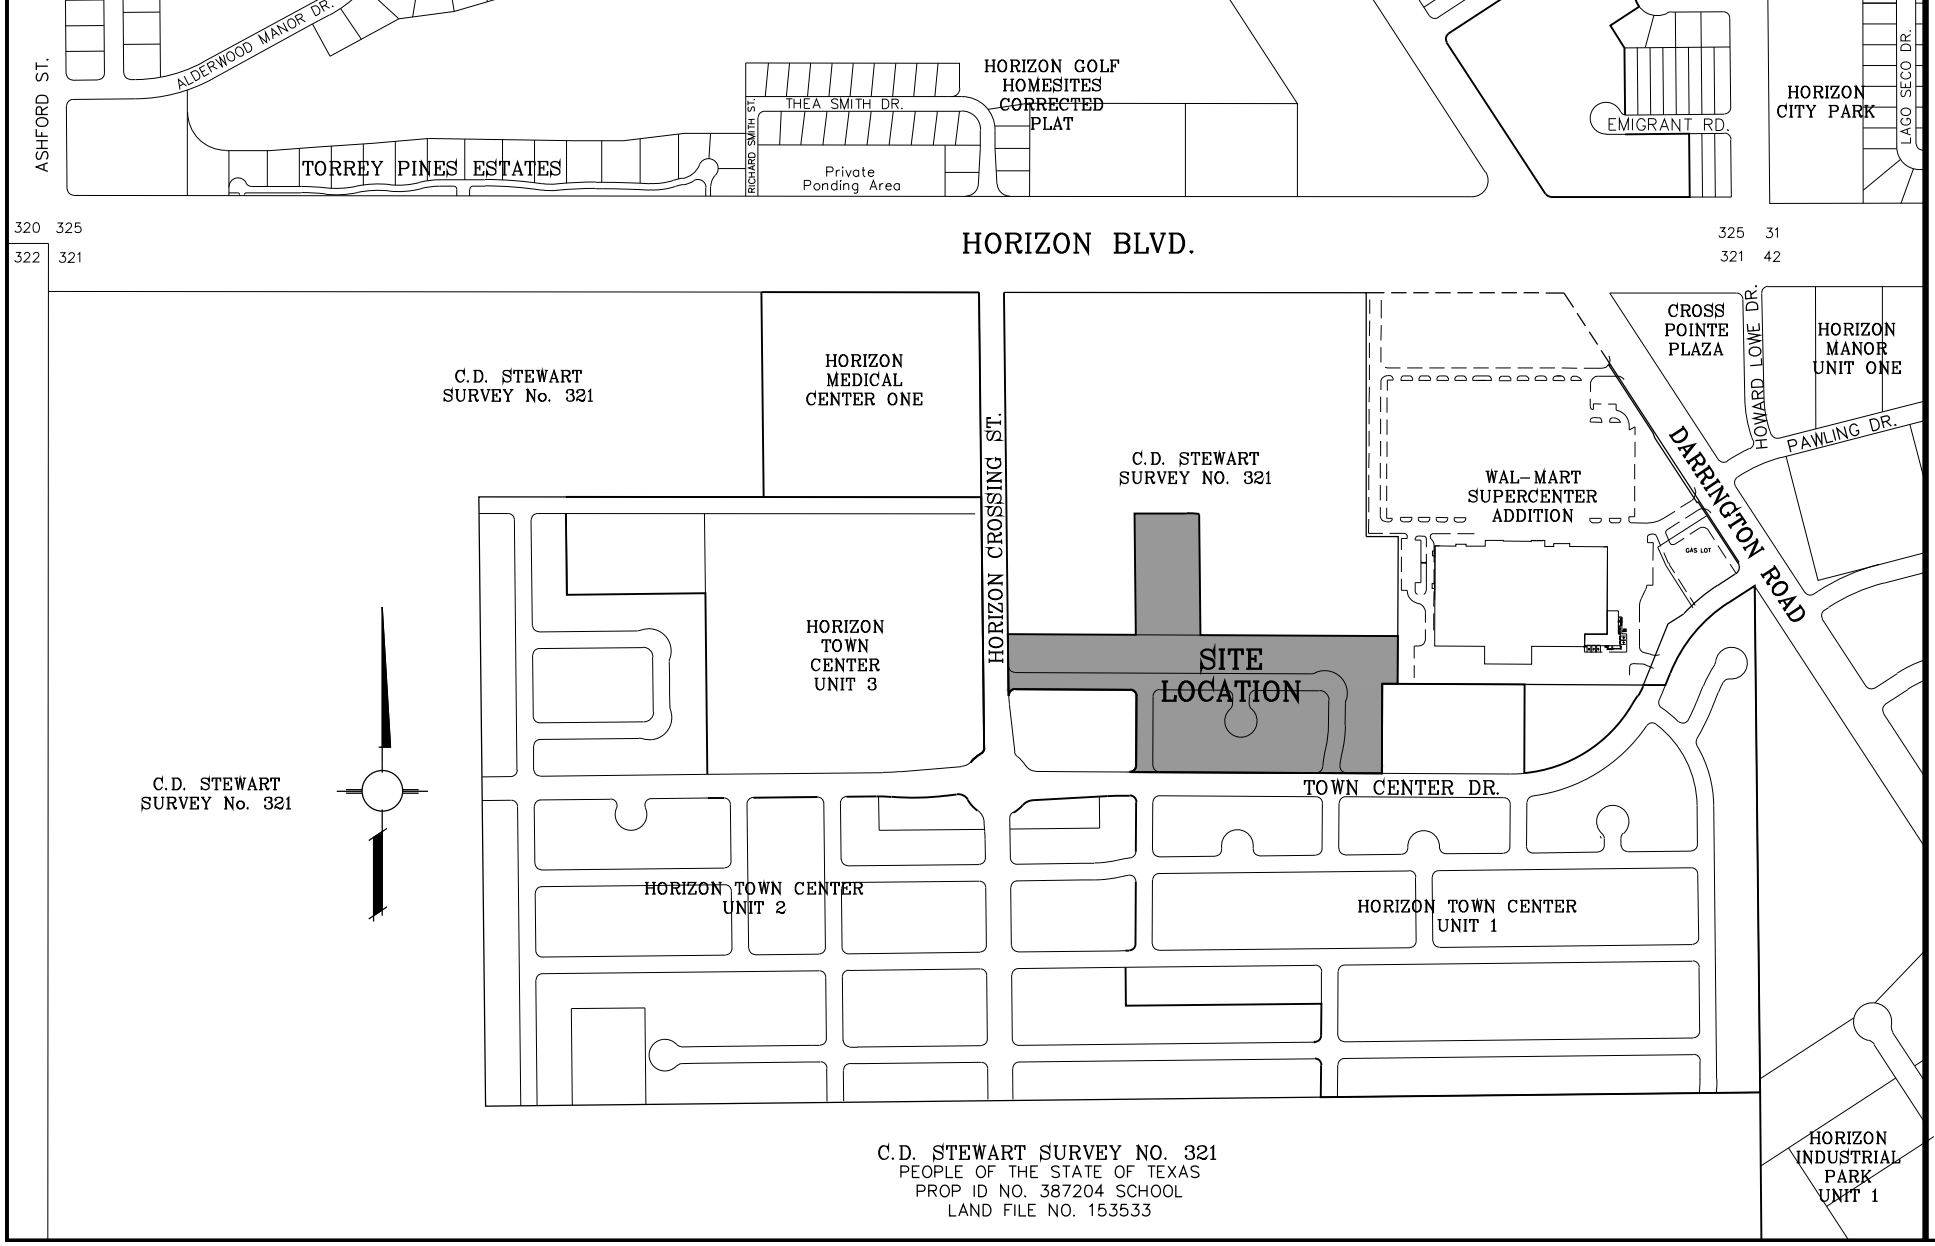 ALDERWOOD MANOR DR.
ASHFORD ST.
TORREY PINES ESTATES
RICHARD SMITH ST.
THEA SMITH DR.
Private
Ponding Area
HORIZON GOLF
HOMESITES
CORRECTED
PLAT
EMIGRANT RD.
HORIZON
CITY PARK
LAGO SECO DR.
320 325
322 321
HORIZON BLVD.
325 31
321 42
C.D. STEWART
SURVEY No. 321
HORIZON
MEDICAL
CENTER ONE
HORIZON CROSSING ST.
C.D. STEWART
SURVEY NO. 321
WAL-MART
SUPERCENTER
ADDITION
GAS LOT
DARRINGTON ROAD
CROSS
POINTE
PLAZA
HOWARD LOWE DR.
HORIZON
MANOR
UNIT ONE
PAWLING DR.
HORIZON
TOWN
CENTER
UNIT 3
SITE
LOCATION
TOWN CENTER DR.
C.D. STEWART
SURVEY No. 321
HORIZON TOWN CENTER
UNIT 2
HORIZON TOWN CENTER
UNIT 1
C.D. STEWART SURVEY NO. 321
PEOPLE OF THE STATE OF TEXAS
PROP ID NO. 387204 SCHOOL
LAND FILE NO. 153533
HORIZON
INDUSTRIAL
PARK
UNIT 1